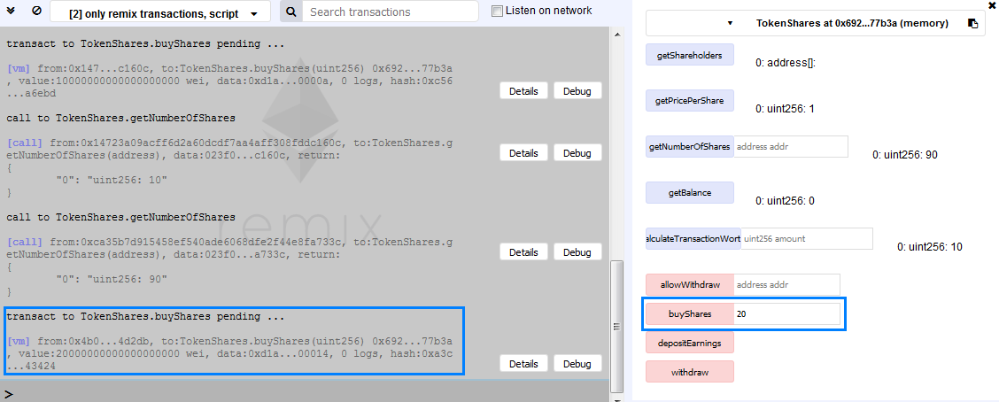 [2] only remix transactions, script
Search transactions
Listen on network
transact to TokenShares.buyShares pending ...
[vm] from:0x147...c160c, to:TokenShares.buyShares(uint256) 0x692...77b3a
, value:10000000000000000000 wei, data:0xd1a...0000a, 0 logs, hash:0xc56
...a6ebd
Details
Debug
call to TokenShares.getNumberOfShares
[call] from:0x14723a09acff6d2a60dcdf7aa4aff308fddc160c, to:TokenShares.g
etNumberOfShares(address), data:023f0...c160c, return:
{
"0": "uint256: 10"
}
Details
Debug
call to TokenShares.getNumberOfShares
[call] from:0xca35b7d915458ef540ade6068dfe2f44e8fa733c, to:TokenShares.g
etNumberOfShares(address), data:023f0...a733c, return:
{
"0": "uint256: 90"
}
Details
Debug
transact to TokenShares.buyShares pending ...
[vm] from:0x4b0...4d2db, to:TokenShares.buyShares(uint256) 0x692...77b3a
, value:20000000000000000000 wei, data:0xd1a...00014, 0 logs, hash:0xa3c
...43424
Details
Debug
>
remix
TokenShares at 0x692...77b3a (memory)
getShareholders
0: address[]:
getPricePerShare
0: uint256: 1
getNumberOfShares address addr
0: uint256: 90
getBalance
0: uint256: 0
alculateTransactionWort uint256 amount
0: uint256: 10
allowWithdraw address addr
buyShares 20
depositEarnings
withdraw